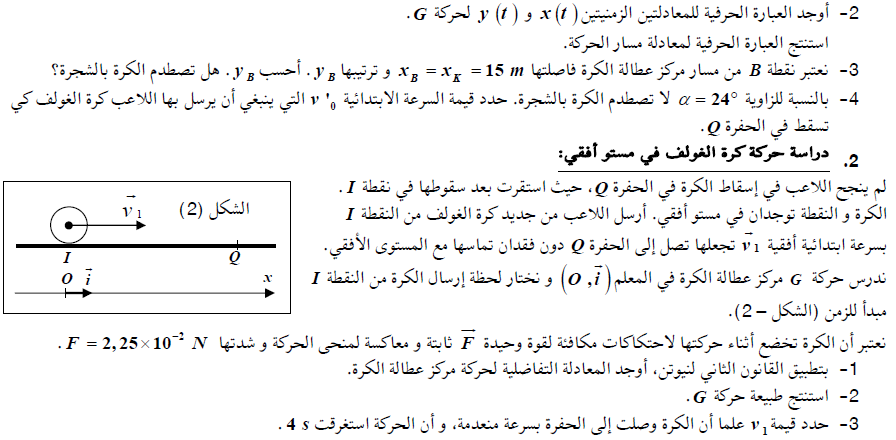 2- أوجد العبارة الحرفية للمعادلتين الزمنيتين x(t) و y(t) لحركة G.
استنتج العبارة الحرفية لمعادلة مسار الحركة.
3- نعتبر نقطة B من مسار مركز عطالة الكرة فاصلتها x_B = x_K = 15 m و ترتيبها y_B. أحسب y_B. هل تصطدم الكرة بالشجرة؟
4- بالنسبة للزاوية α = 24° لا تصطدم الكرة بالشجرة. حدد قيمة السرعة الابتدائية v'₀ التي ينبغي أن يرسل بها اللاعب كرة الغولف كي
تسقط في الحفرة Q.
2. دراسة حركة كرة الغولف في مستو أفقي:
لم ينجح اللاعب في إسقاط الكرة في الحفرة Q، حيث استقرت بعد سقوطها في نقطة I.
الكرة و النقطة توجدان في مستو أفقي. أرسل اللاعب من جديد كرة الغولف من النقطة I
بسرعة ابتدائية أفقية v⃗₁ تجعلها تصل إلى الحفرة Q دون فقدان تماسها مع المستوى الأفقي.
ندرس حركة G مركز عطالة الكرة في المعلم (O, i⃗) و نختار لحظة إرسال الكرة من النقطة I
مبدأ للزمن (الشكل - 2).
الشكل (2)
v⃗₁
I Q
O i⃗ x
نعتبر أن الكرة تخضع أثناء حركتها لاحتكاكات مكافئة لقوة وحيدة F⃗ ثابتة و معاكسة لمنحى الحركة و شدتها F = 2,25×10⁻² N.
1- بتطبيق القانون الثاني لنيوتن، أوجد المعادلة التفاضلية لحركة مركز عطالة الكرة.
2- استنتج طبيعة حركة G.
3- حدد قيمة v₁ علما أن الكرة وصلت إلى الحفرة بسرعة منعدمة، و أن الحركة استغرقت 4 s.